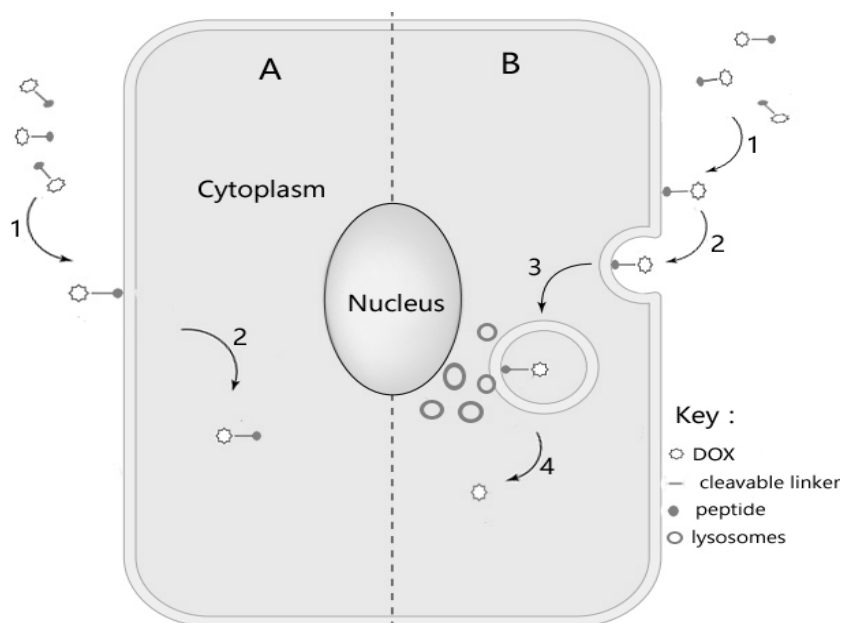 A
B
1
1
Cytoplasm
2
3
Nucleus
2
4
Key :
DOX
cleavable linker
peptide
lysosomes